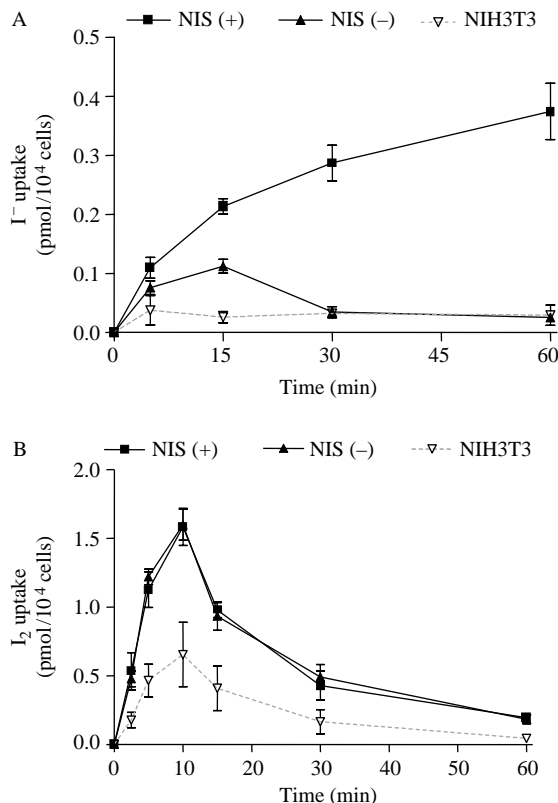 A
NIS (+) NIS (–) NIH3T3
0.5
0.4
0.3
0.2
0.1
0.0
I⁻ uptake
(pmol/10⁴ cells)
0 15 30 45 60
Time (min)
B
NIS (+) NIS (–) NIH3T3
2.0
1.5
1.0
0.5
0.0
I₂ uptake
(pmol/10⁴ cells)
0 10 20 30 40 50 60
Time (min)